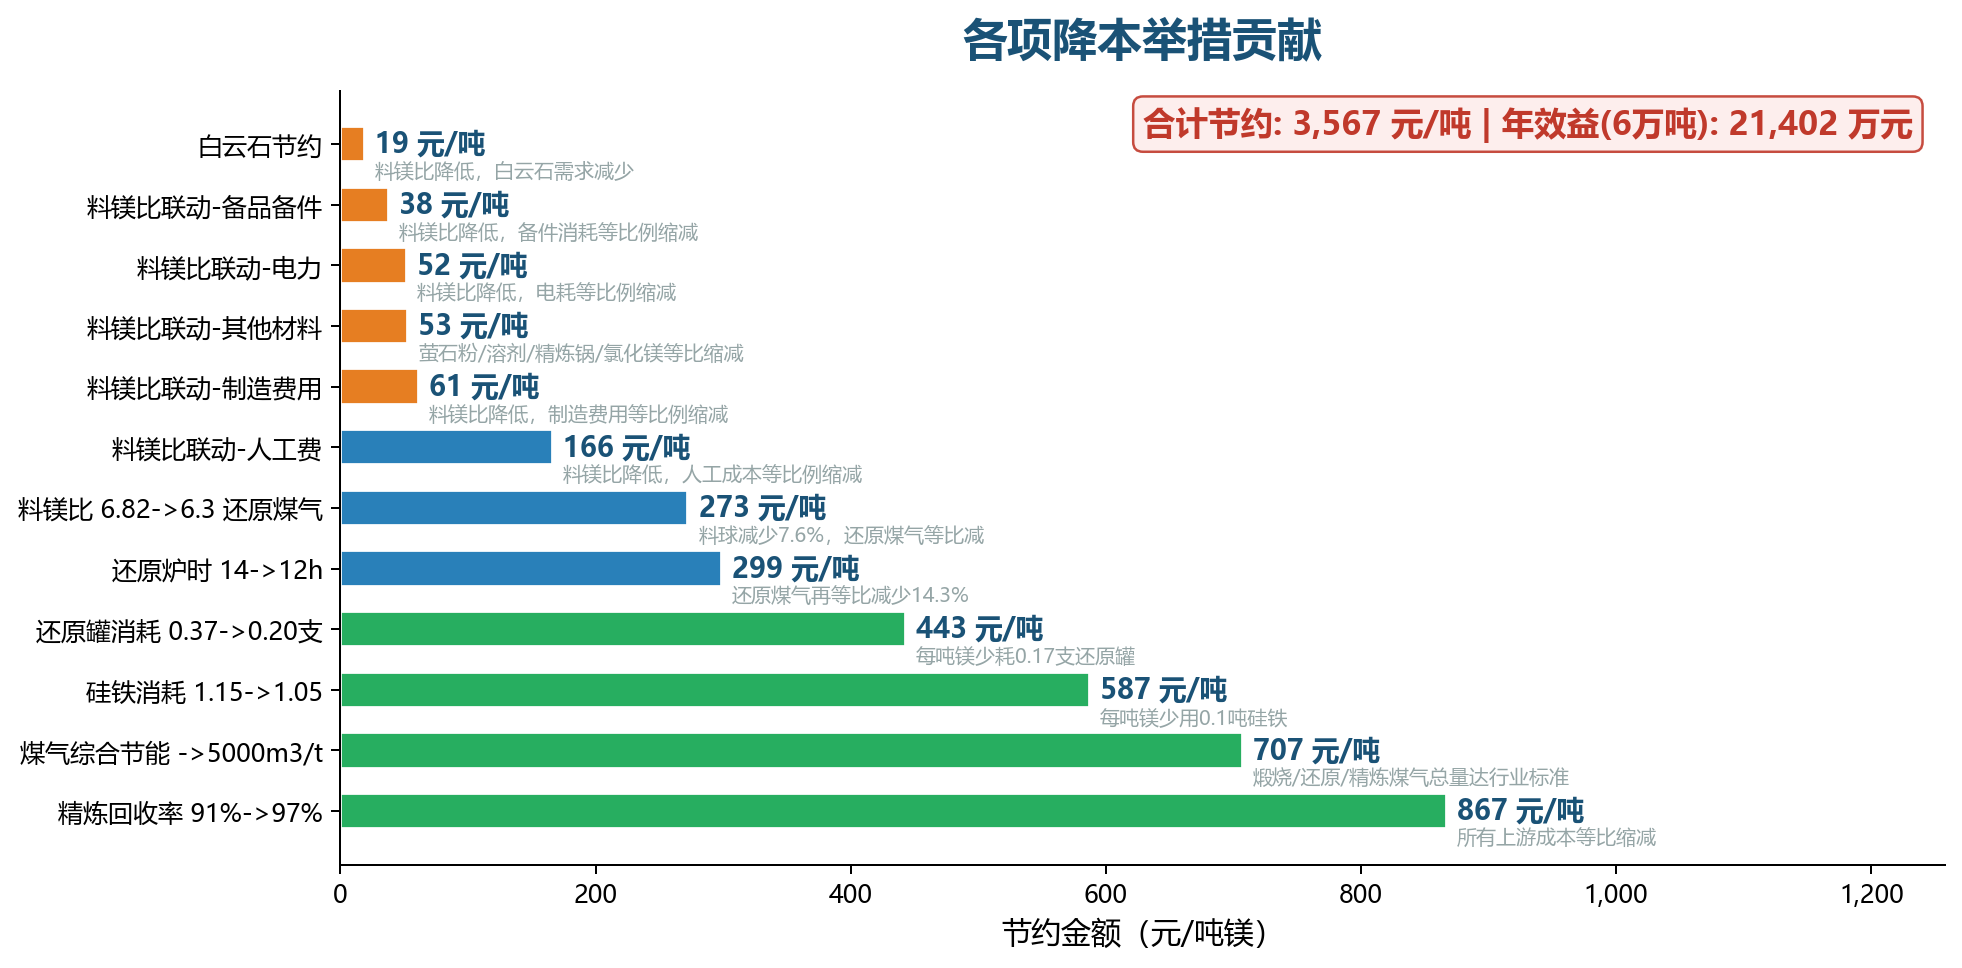 各项降本举措贡献
合计节约: 3,567 元/吨 | 年效益(6万吨): 21,402 万元
白云石节约
19 元/吨
料镁比降低，白云石需求减少
料镁比联动-备品备件
38 元/吨
料镁比降低，备件消耗等比例缩减
料镁比联动-电力
52 元/吨
料镁比降低，电耗等比例缩减
料镁比联动-其他材料
53 元/吨
萤石粉/溶剂/精炼锅/氯化镁等比缩减
料镁比联动-制造费用
61 元/吨
料镁比降低，制造费用等比例缩减
料镁比联动-人工费
166 元/吨
料镁比降低，人工成本等比例缩减
料镁比 6.82->6.3 还原煤气
273 元/吨
料球减少7.6%，还原煤气等比减
还原炉时 14->12h
299 元/吨
还原煤气再等比减少14.3%
还原罐消耗 0.37->0.20支
443 元/吨
每吨镁少耗0.17支还原罐
硅铁消耗 1.15->1.05
587 元/吨
每吨镁少用0.1吨硅铁
煤气综合节能 ->5000m3/t
707 元/吨
煅烧/还原/精炼煤气总量达行业标准
精炼回收率 91%->97%
867 元/吨
所有上游成本等比缩减
0 200 400 600 800 1,000 1,200
节约金额（元/吨镁）